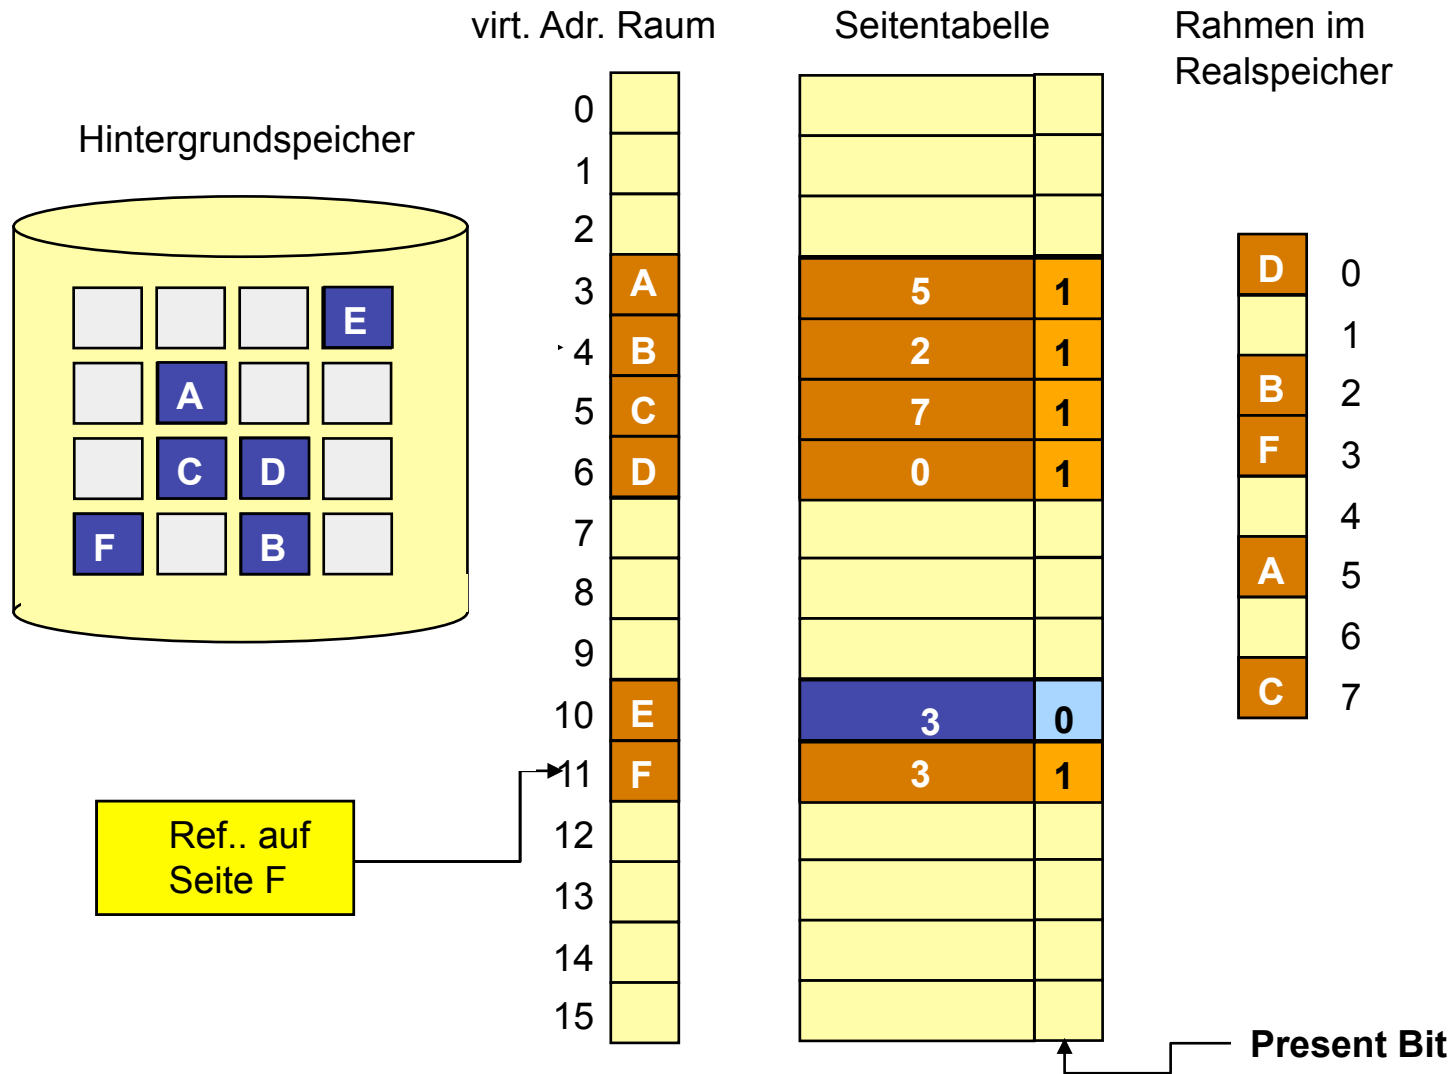 virt. Adr. Raum
Seitentabelle
Rahmen im
Realspeicher
Hintergrundspeicher
E
A
C D
F B
0
1
2
3 A 5 1
4 B 2 1
5 C 7 1
6 D 0 1
7
8
9
10 E 3 0
11 F 3 1
12
13
14
15
D 0
1
B 2
F 3
4
A 5
6
C 7
Ref.. auf
Seite F
Present Bit